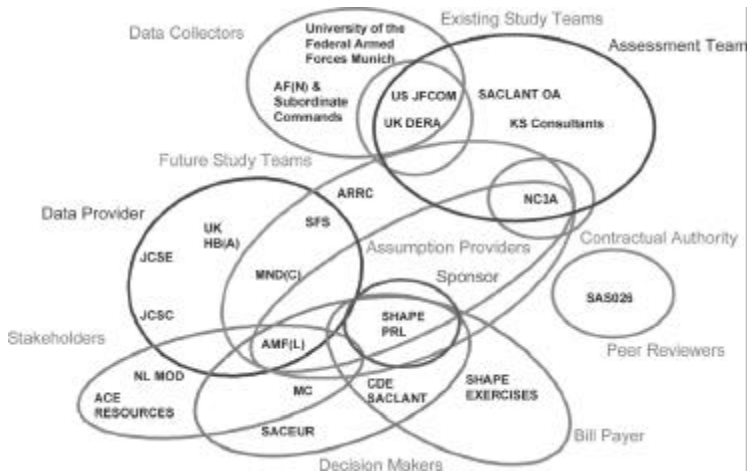 Existing Study Teams
Data Collectors
University of the
Federal Armed
Forces Munich
Assessment Team
AF(N) &
Subordinate
Commands
US JFCOM
SACLANT OA
UK DERA
KS Consultants
Future Study Teams
ARRC
NC3A
Data Provider
UK
HB(A)
SFS
JCSE
Assumption Providers
Contractual Authority
MND(C)
Sponsor
SAS026
JCSC
SHAPE
PRL
Stakeholders
AMF(L)
Peer Reviewers
NL MOD
MC
CDE
SACLANT
SHAPE
EXERCISES
ACE
RESOURCES
SACEUR
Bill Payer
Decision Makers